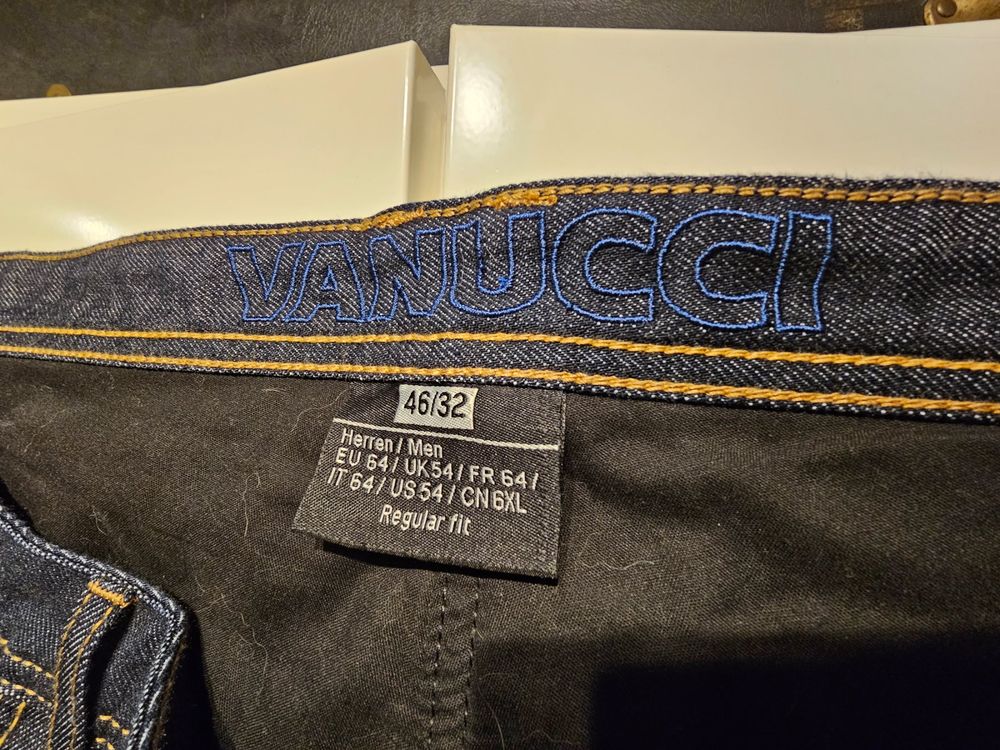 VANUCCI
46/32
Herren / Men
EU 64 / UK 54 / FR 64 /
IT 64 / US 54 / CN 6XL
Regular fit